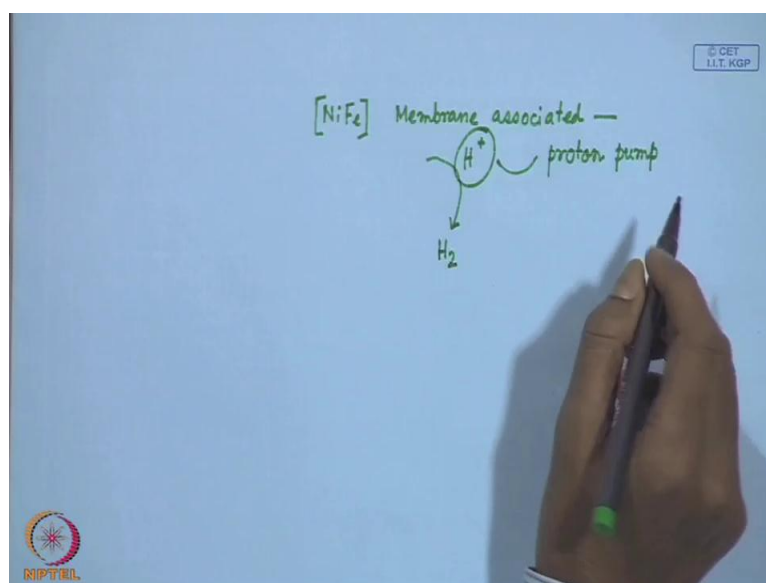 © CET
I.I.T. KGP
[NiFe] Membrane associated —
H⁺ proton pump
H₂
NPTEL